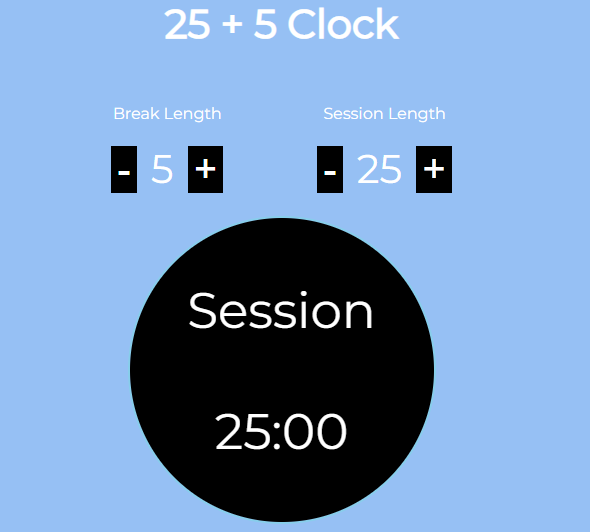 25 + 5 Clock
Break Length Session Length
- 5 + - 25 +
Session
25:00